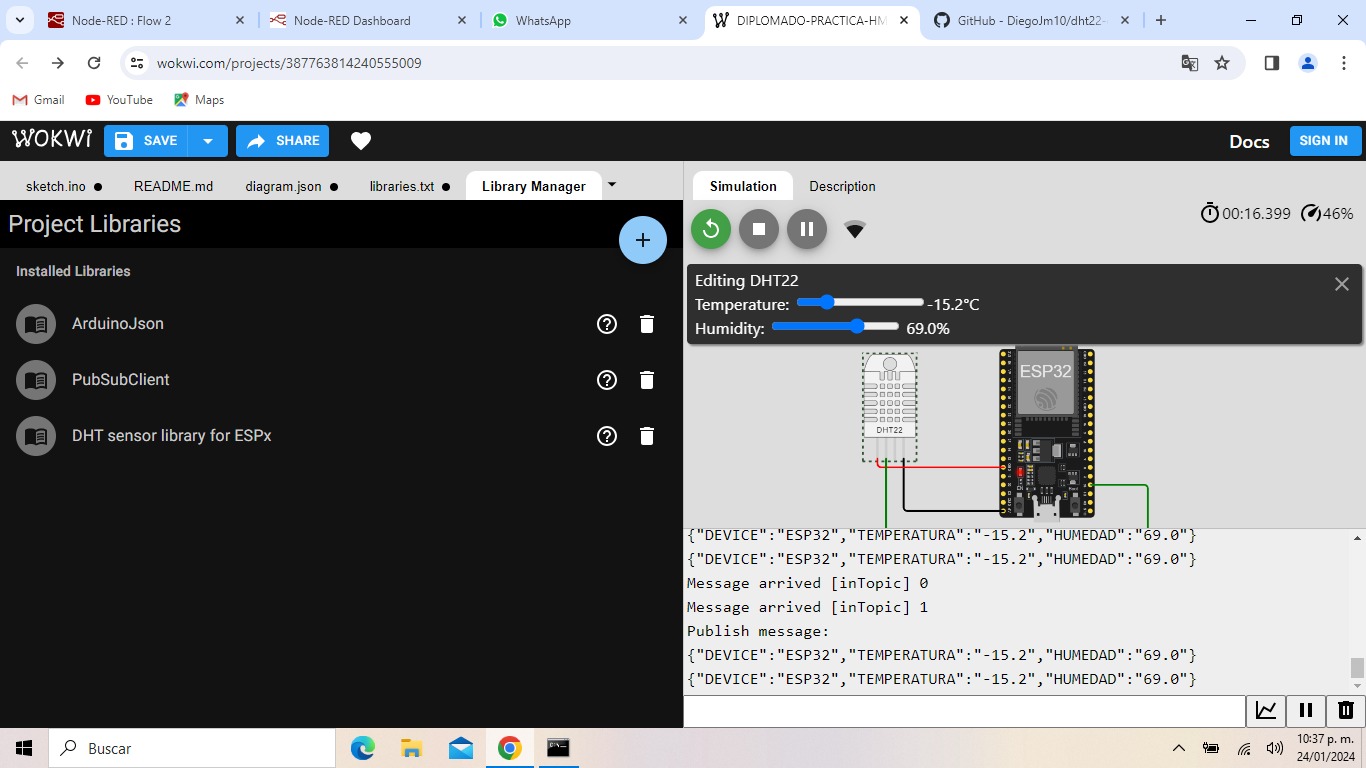 Node-RED : Flow 2
Node-RED Dashboard
WhatsApp
DIPLOMADO-PRACTICA-HM
GitHub - DiegoJm10/dht22-
wokwi.com/projects/387763814240555009
Gmail
YouTube
Maps
WOKWI
SAVE
SHARE
Docs
SIGN IN
sketch.ino
README.md
diagram.json
libraries.txt
Library Manager
Project Libraries
Installed Libraries
ArduinoJson
PubSubClient
DHT sensor library for ESPx
Simulation
Description
00:16.399
46%
Editing DHT22
Temperature: -15.2°C
Humidity: 69.0%
DHT22
ESP32
{"DEVICE":"ESP32","TEMPERATURA":"-15.2","HUMEDAD":"69.0"}
{"DEVICE":"ESP32","TEMPERATURA":"-15.2","HUMEDAD":"69.0"}
Message arrived [inTopic] 0
Message arrived [inTopic] 1
Publish message:
{"DEVICE":"ESP32","TEMPERATURA":"-15.2","HUMEDAD":"69.0"}
{"DEVICE":"ESP32","TEMPERATURA":"-15.2","HUMEDAD":"69.0"}
Buscar
10:37 p. m.
24/01/2024